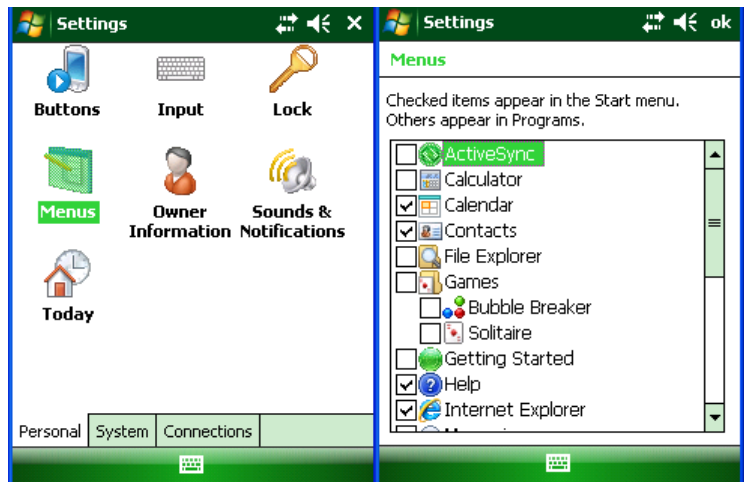 Settings
Buttons Input Lock
Menus Owner Information Sounds & Notifications
Today
Personal System Connections
Settings ok
Menus
Checked items appear in the Start menu.
Others appear in Programs.
ActiveSync
Calculator
Calendar
Contacts
File Explorer
Games
Bubble Breaker
Solitaire
Getting Started
Help
Internet Explorer